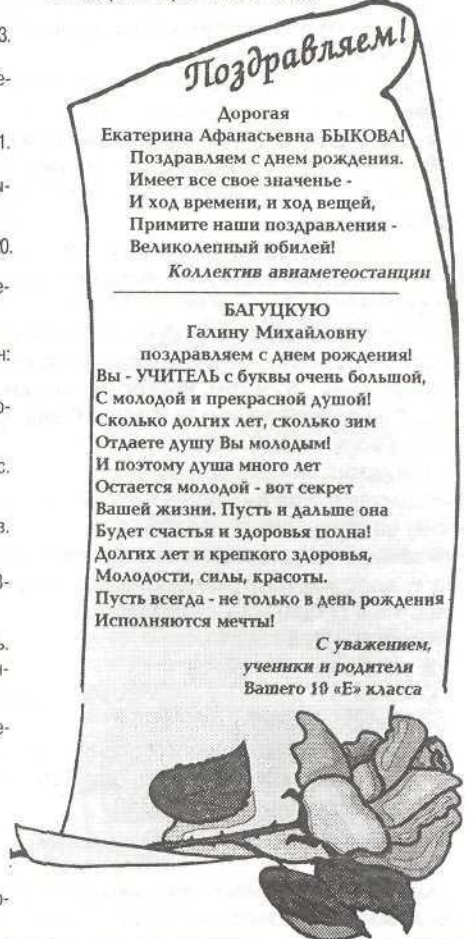 Поздравляем!
Дорогая
Екатерина Афанасьевна БЫКОВА!
Поздравляем с днем рождения.
Имеет все свое значенье -
И ход времени, и ход вещей,
Примите наши поздравления -
Великолепный юбилей!
Коллектив авиаметеостанции
БАГУЦКУЮ
Галину Михайловну
поздравляем с днем рождения!
Вы - УЧИТЕЛЬ с буквы очень большой,
С молодой и прекрасной душой!
Сколько долгих лет, сколько зим
Отдаете душу Вы молодым!
И поэтому душа много лет
Остается молодой - вот секрет
Вашей жизни. Пусть и дальше она
Будет счастья и здоровья полна!
Долгих лет и крепкого здоровья,
Молодости, силы, красоты.
Пусть всегда - не только в день рождения
Исполняются мечты!
С уважением,
ученики и родители
Вашего 10 «Е» класса